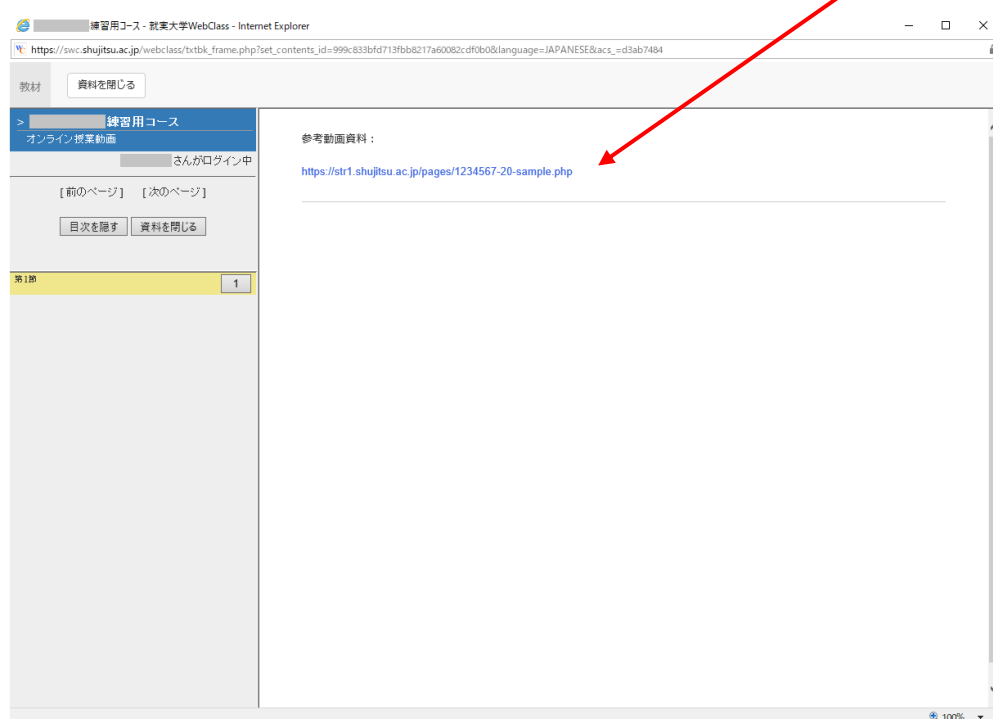 練習用コース - 就実大学WebClass - Internet Explorer
https://swc.shujitsu.ac.jp/webclass/txtbk_frame.php?set_contents_id=999c833bfd713fbb8217a60082cdf0b0&language=JAPANESE&acs_=d3ab7484
教材 資料を閉じる
> 練習用コース
オンライン授業動画
さんがログイン中
[前のページ] [次のページ]
目次を隠す 資料を閉じる
第1節 1
参考動画資料：
https://str1.shujitsu.ac.jp/pages/1234567-20-sample.php
100%